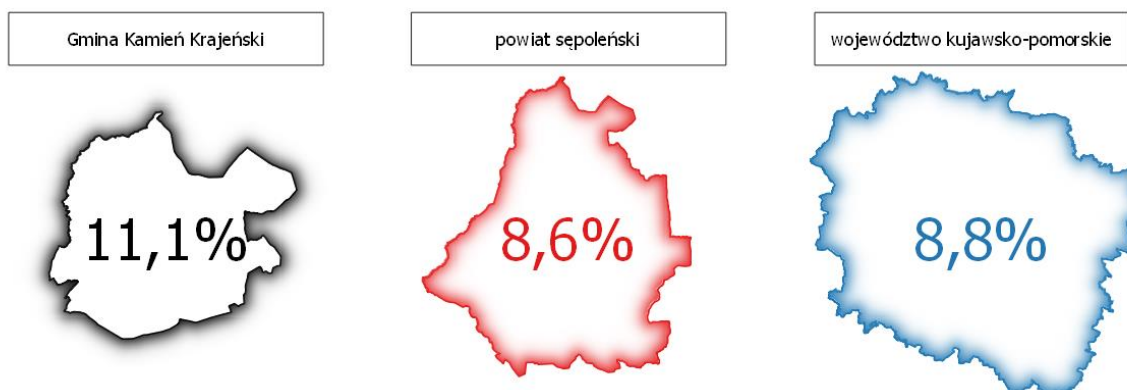 Gmina Kamień Krajeński
powiat sępoleński
województwo kujawsko-pomorskie
11,1%
8,6%
8,8%